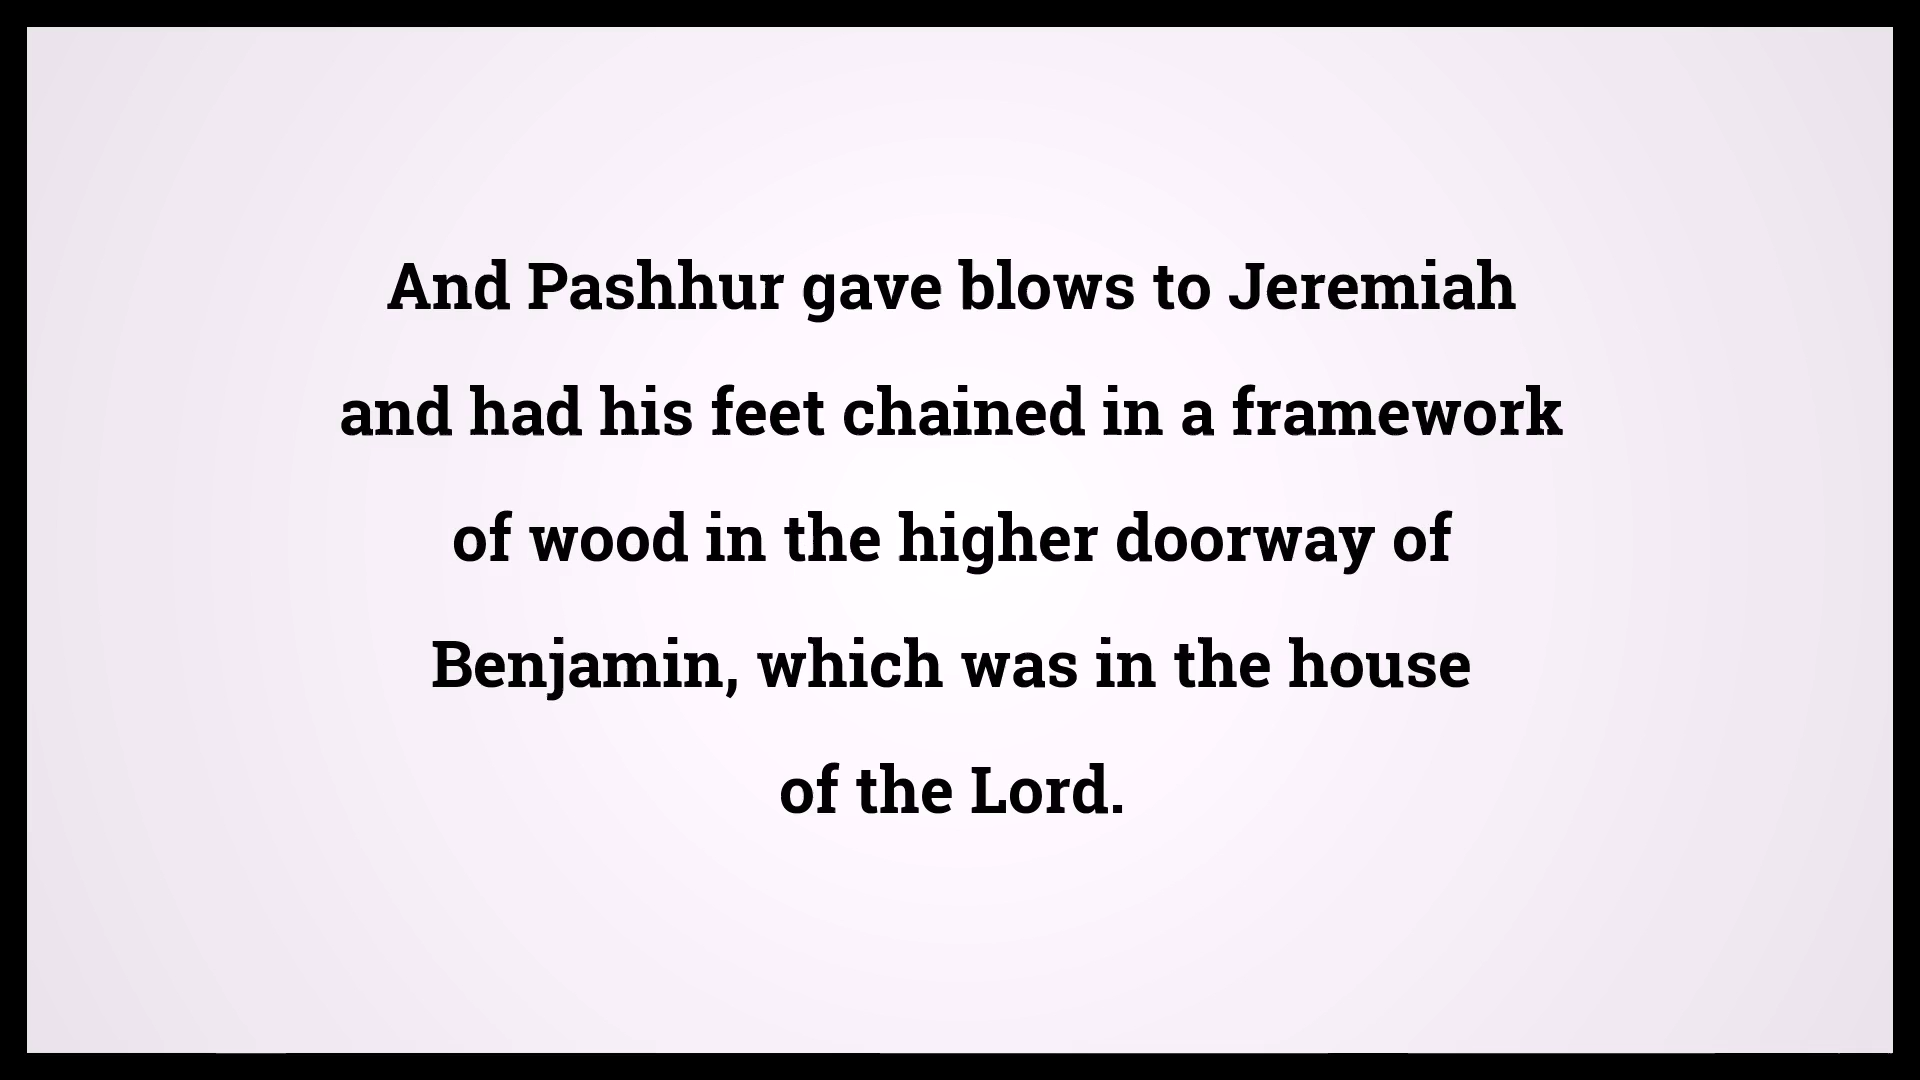 And Pashhur gave blows to Jeremiah
and had his feet chained in a framework
of wood in the higher doorway of
Benjamin, which was in the house
of the Lord.